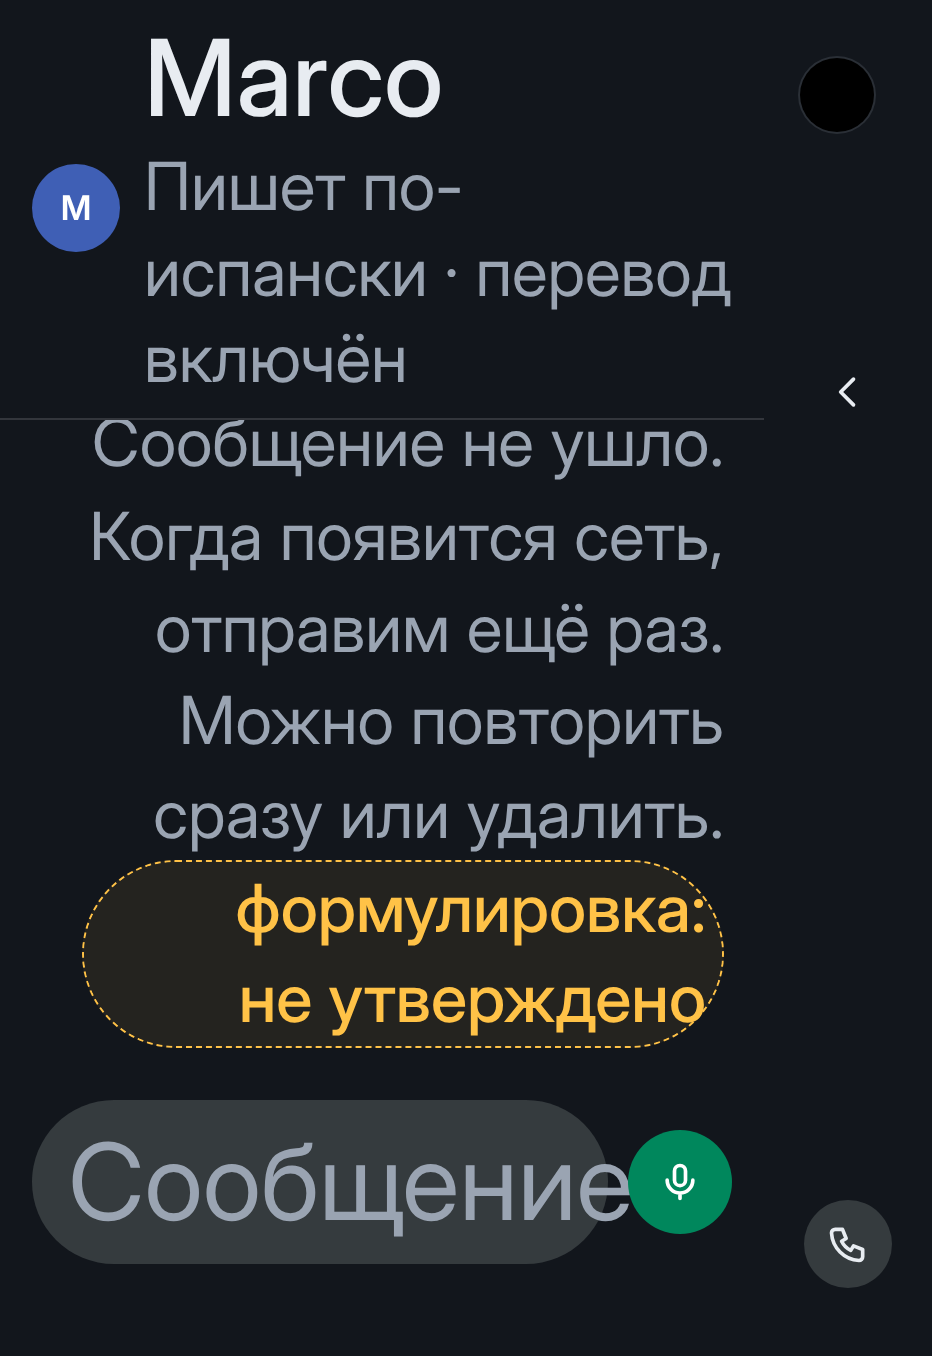 Marco
M
Пишет по-
испански · перевод
включён
Сообщение не ушло.
Когда появится сеть,
отправим ещё раз.
Можно повторить
сразу или удалить.
формулировка:
не утверждено
Сообщение